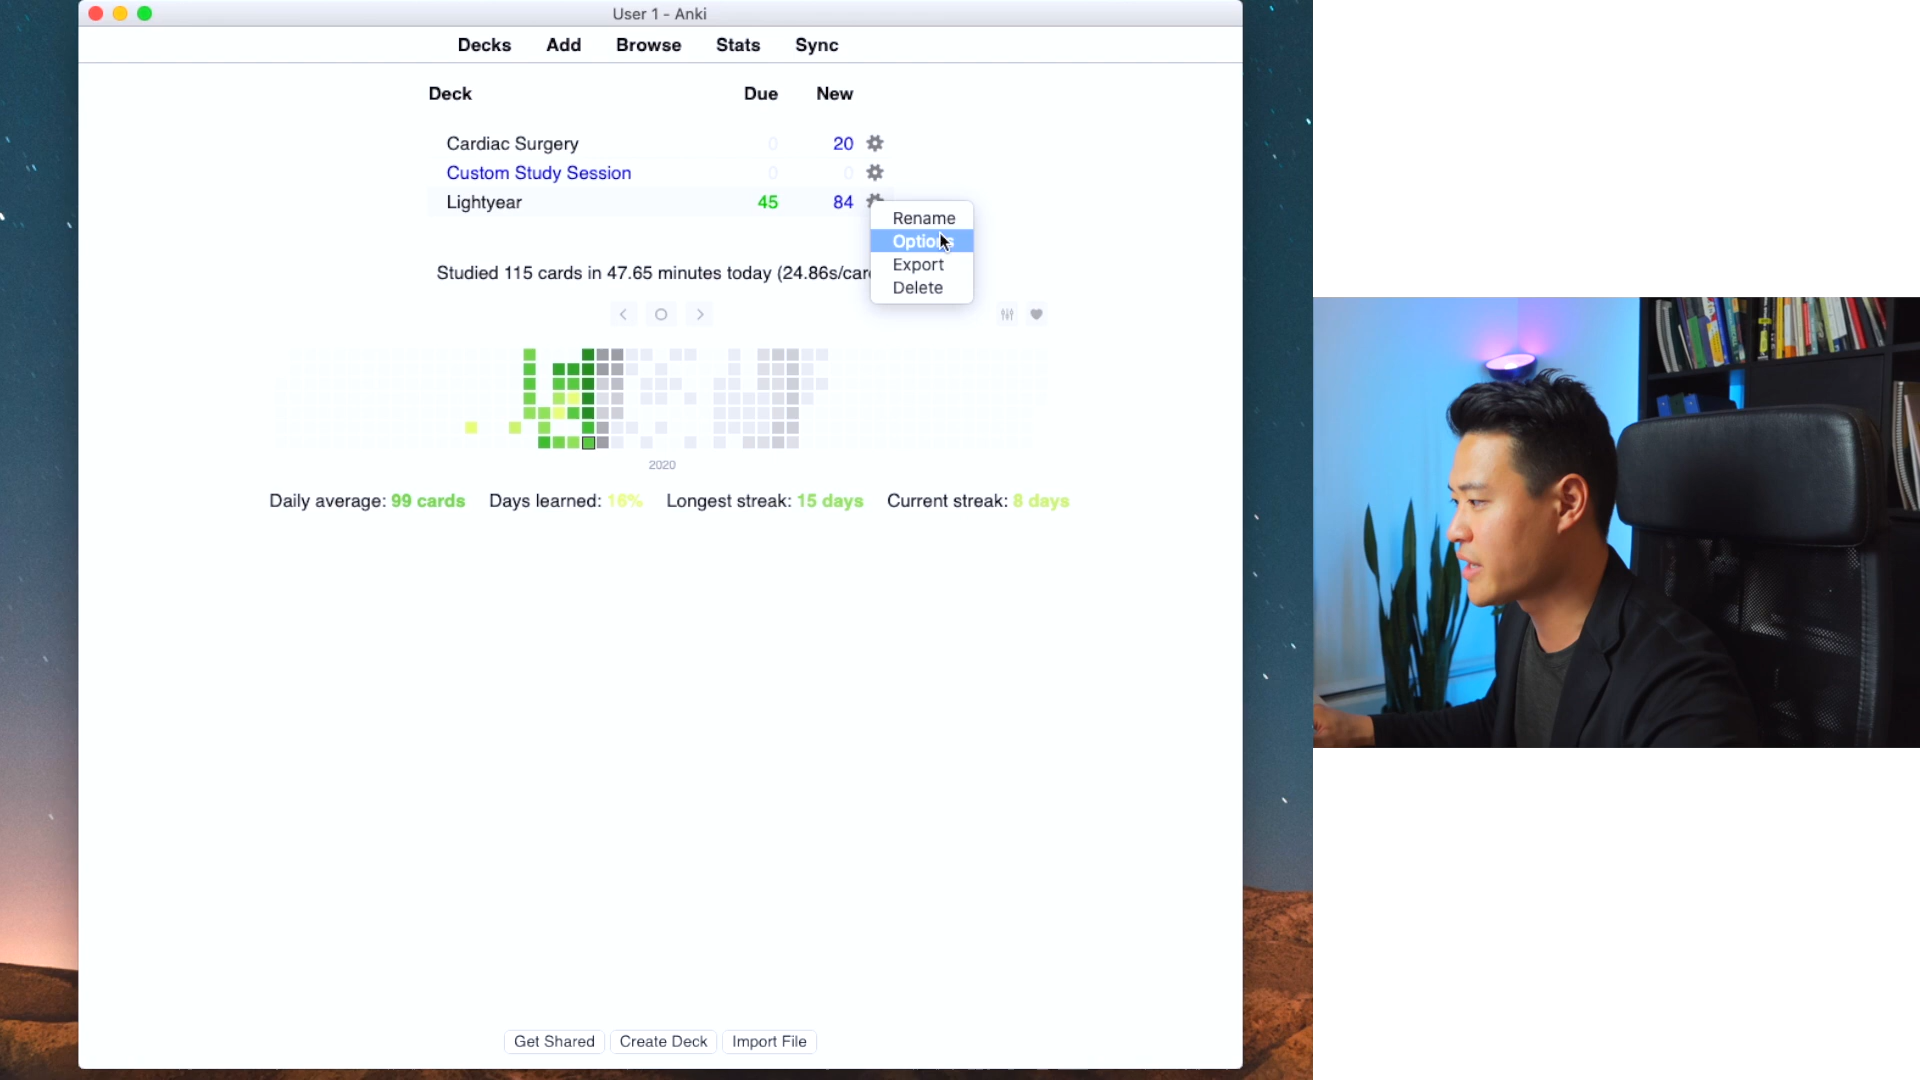 User 1 - Anki
Decks Add Browse Stats Sync
Deck Due New
Cardiac Surgery 0 20
Custom Study Session 0 0
Lightyear 45 84
Rename
Options
Export
Delete
Studied 115 cards in 47.65 minutes today (24.86s/car
2020
Daily average: 99 cards Days learned: 16% Longest streak: 15 days Current streak: 8 days
Get Shared Create Deck Import File